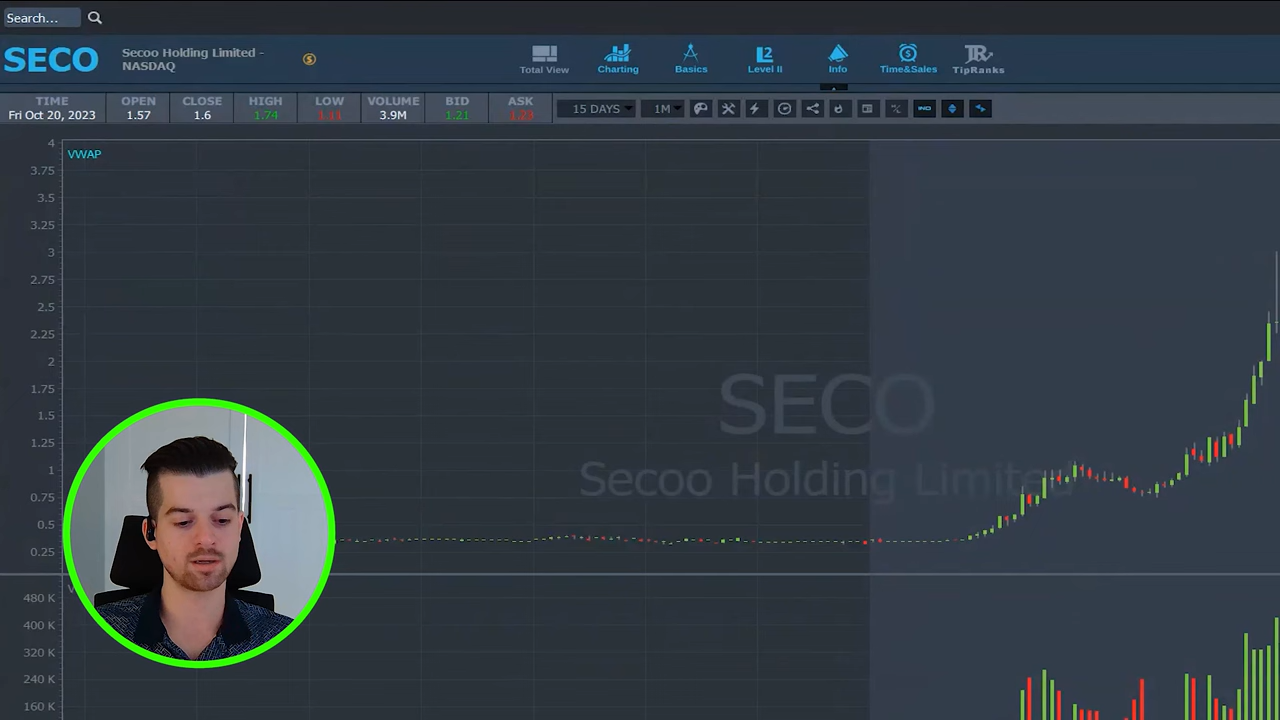 Search...
SECO
Secoo Holding Limited -
NASDAQ
Total View
Charting
Basics
Level II
Info
Time&Sales
TipRanks
TIME OPEN CLOSE HIGH LOW VOLUME BID ASK
Fri Oct 20, 2023 1.57 1.6 1.74 3.9M 1.21
15 DAYS
1M
VWAP
4
3.75
3.5
3.25
3
2.75
2.5
2.25
2
1.75
1.5
1.25
1
0.75
0.5
0.25
SECO
Secoo Holding Limited
480 K
400 K
320 K
240 K
160 K